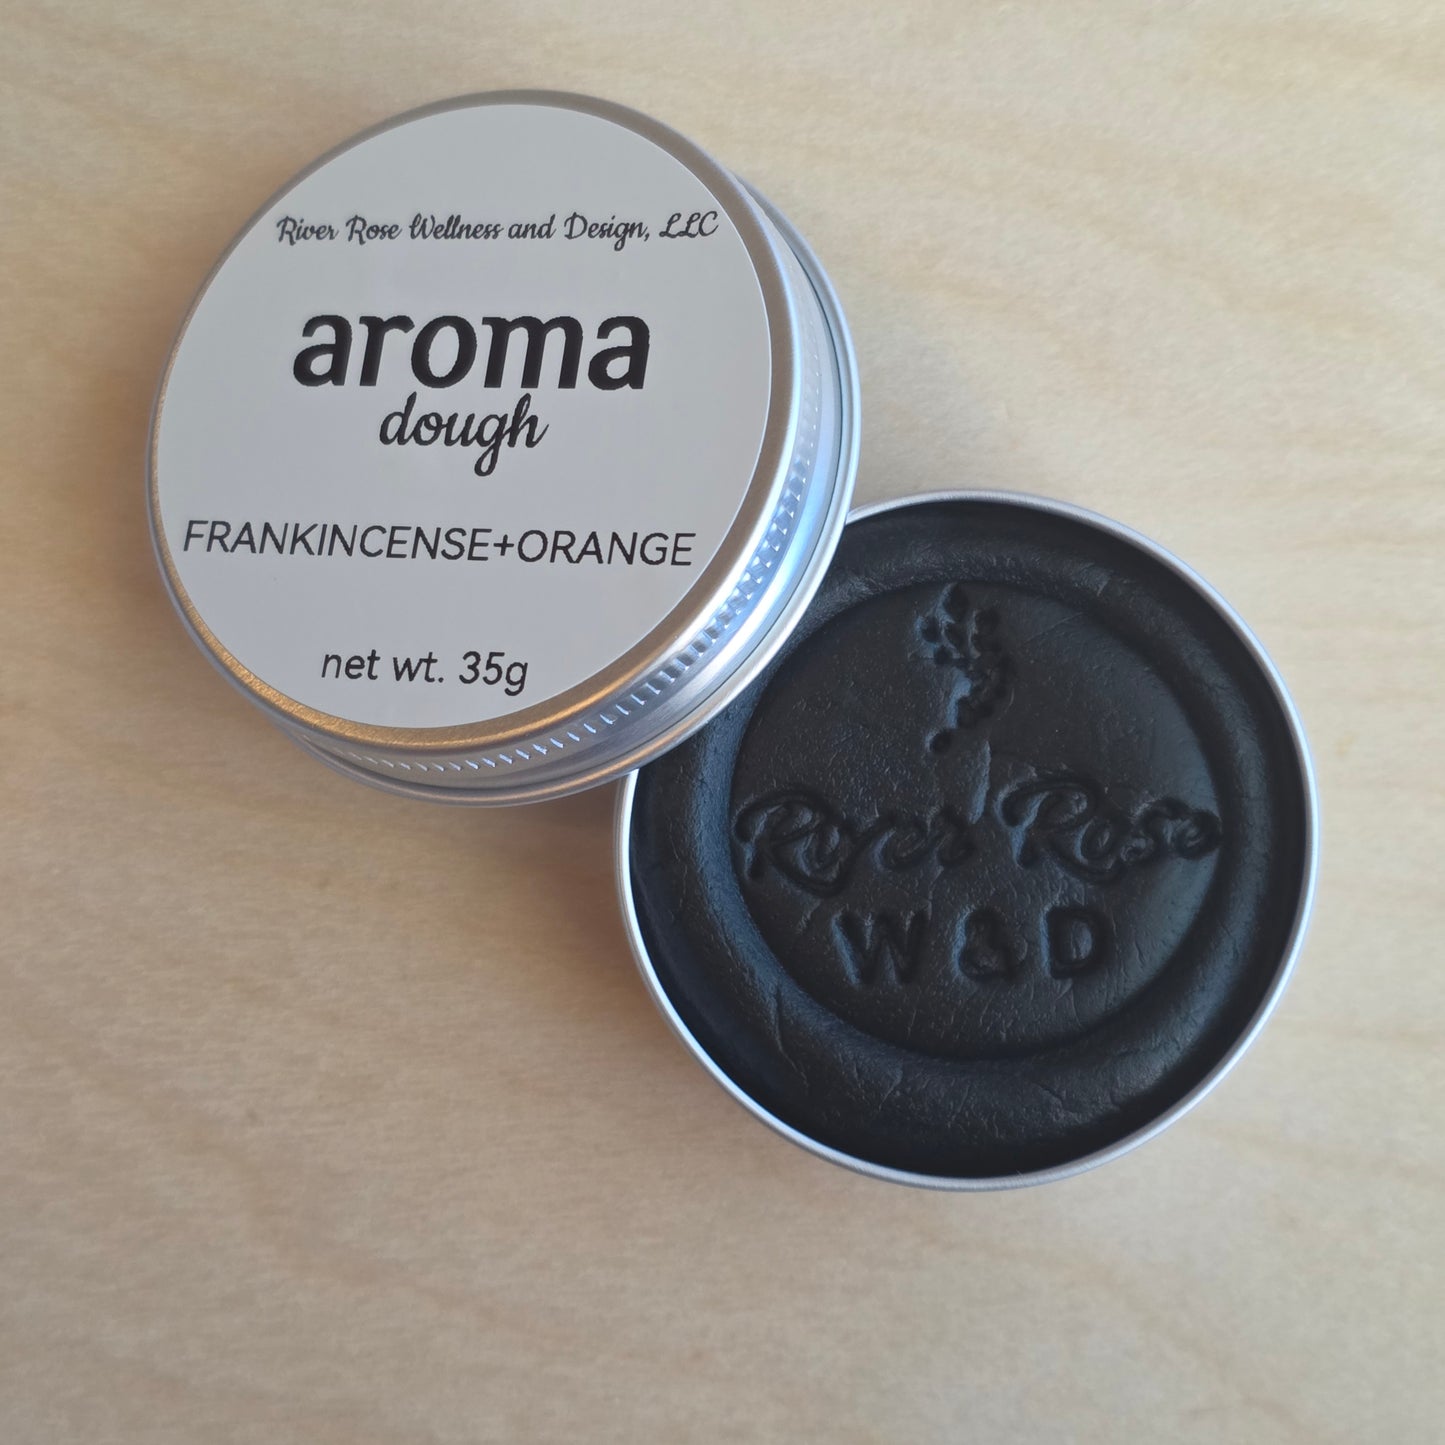 River Rose Wellness and Design, LLC
aroma
dough
FRANKINCENSE+ORANGE
net wt. 35g
River Rose
W & D